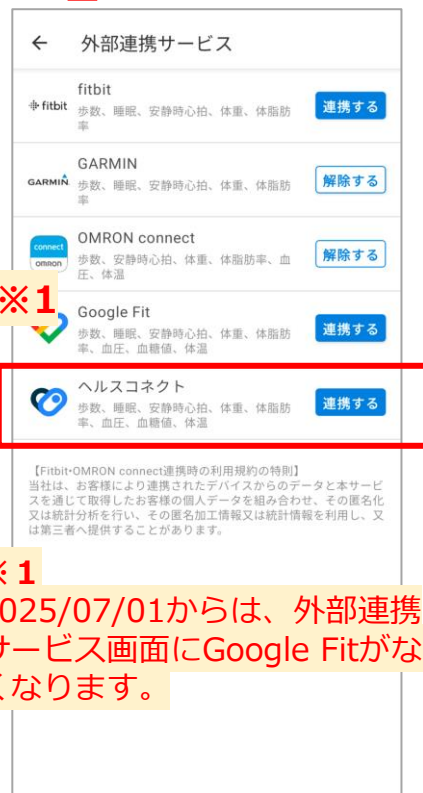 ← 外部連携サービス
fitbit
fitbit 歩数、睡眠、安静時心拍、体重、体脂肪
率
連携する
GARMIN
GARMIN 歩数、睡眠、安静時心拍、体重、体脂肪
率
解除する
OMRON connect
connect
OMRON
歩数、安静時心拍、体重、体脂肪率、血
圧、体温
解除する
※1
Google Fit
歩数、睡眠、安静時心拍、体重、体脂肪
率、血圧、血糖値、体温
連携する
ヘルスコネクト
歩数、睡眠、安静時心拍、体重、体脂肪
率、血圧、血糖値、体温
連携する
【Fitbit・OMRON connect連携時の利用規約の特則】
当社は、お客様により連携されたデバイスからのデータと本サービ
スを通じて取得したお客様の個人データを組み合わせ、その匿名化
又は統計分析を行い、その匿名加工情報又は統計情報を利用し、又
は第三者へ提供することがあります。
※1
025/07/01からは、外部連携
サービス画面にGoogle Fitがな
くなります。